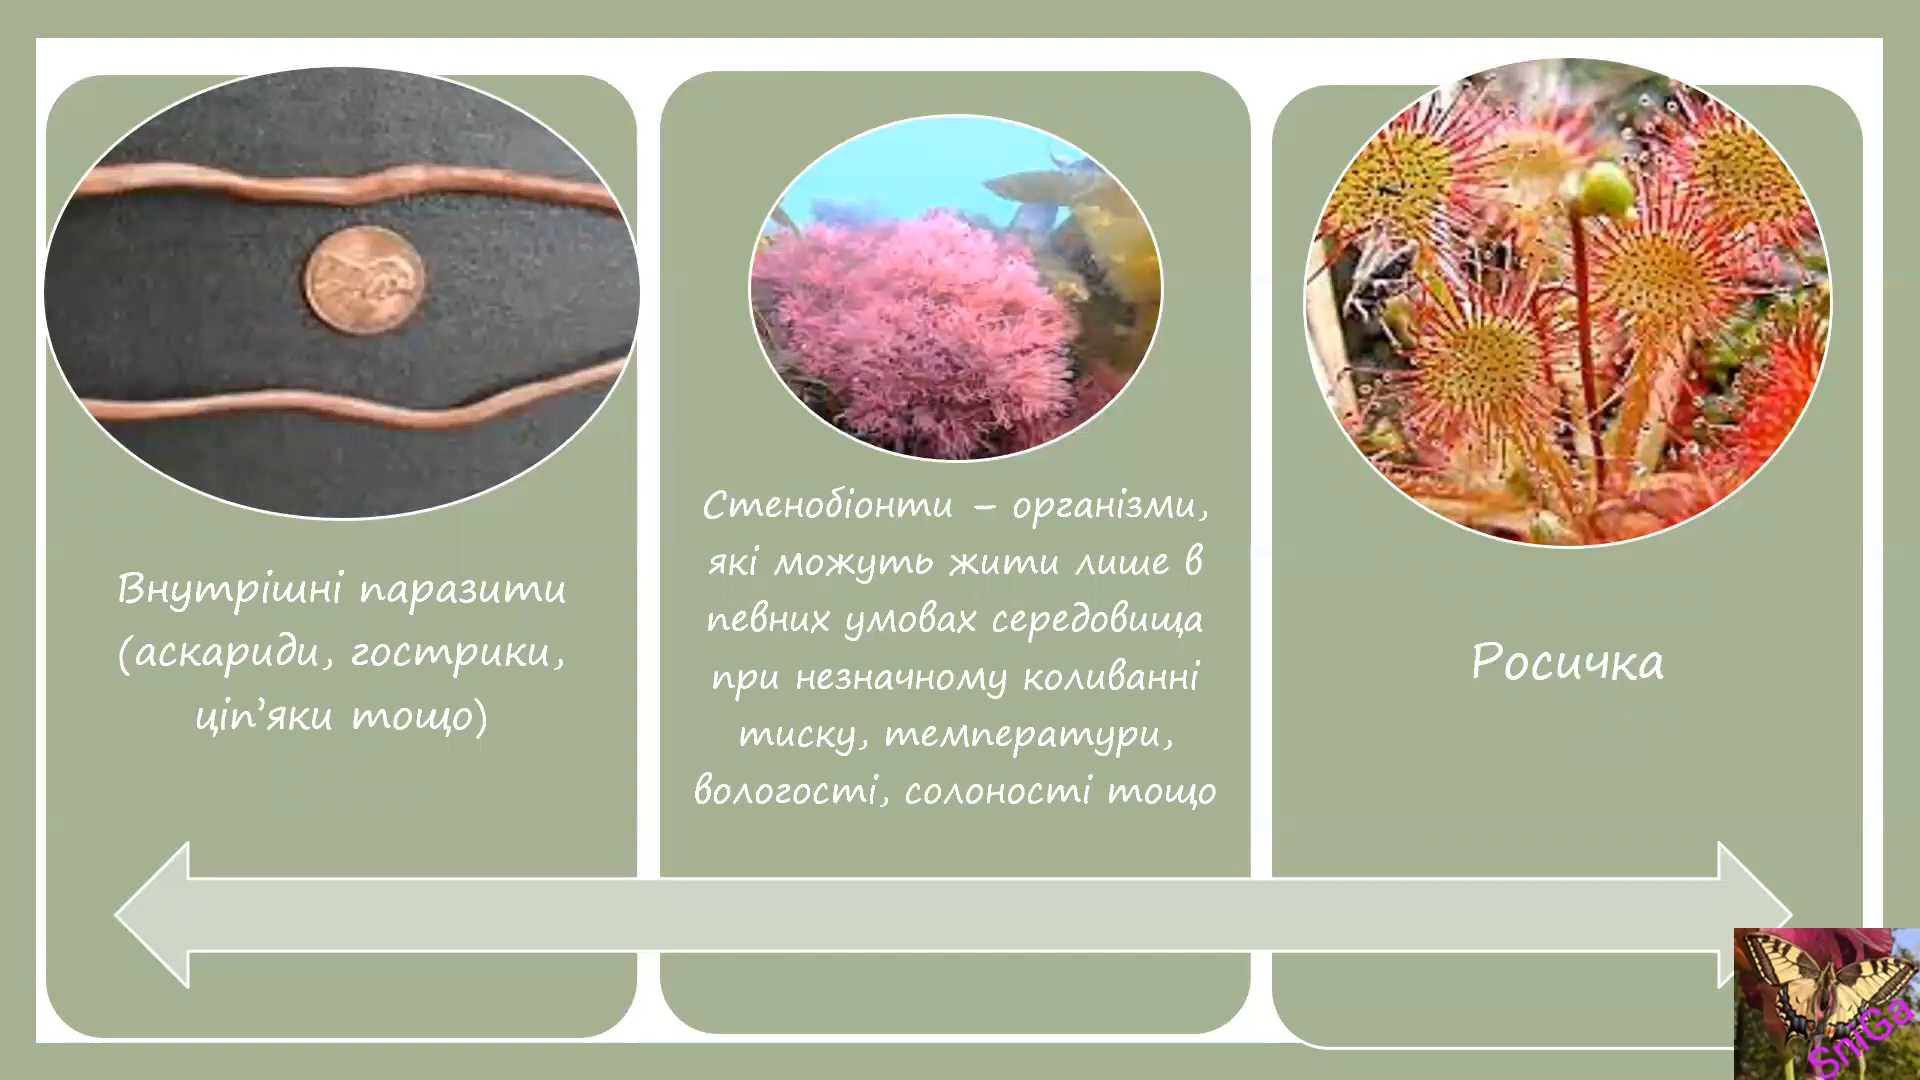 Внутрішні паразити
(аскариди, гострики,
ціп’яки тощо)
Стенобіонти – організми,
які можуть жити лише в
певних умовах середовища
при незначному коливанні
тиску, температури,
вологості, солоності тощо
Росичка
SniGa